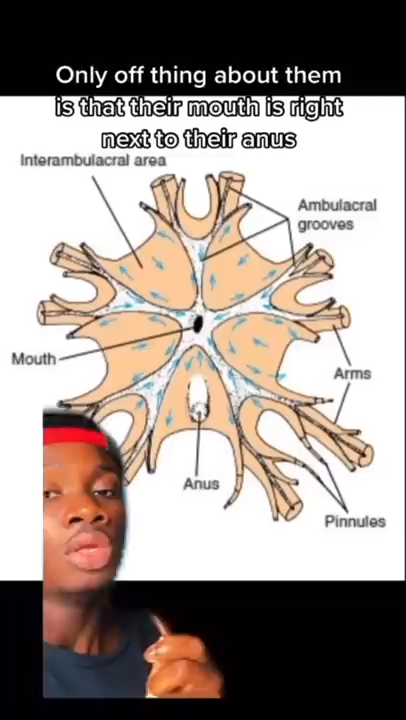 Only off thing about them
is that their mouth is right
next to their anus
Interambulacral area
Ambulacral
grooves
Mouth
Arms
Anus
Pinnules